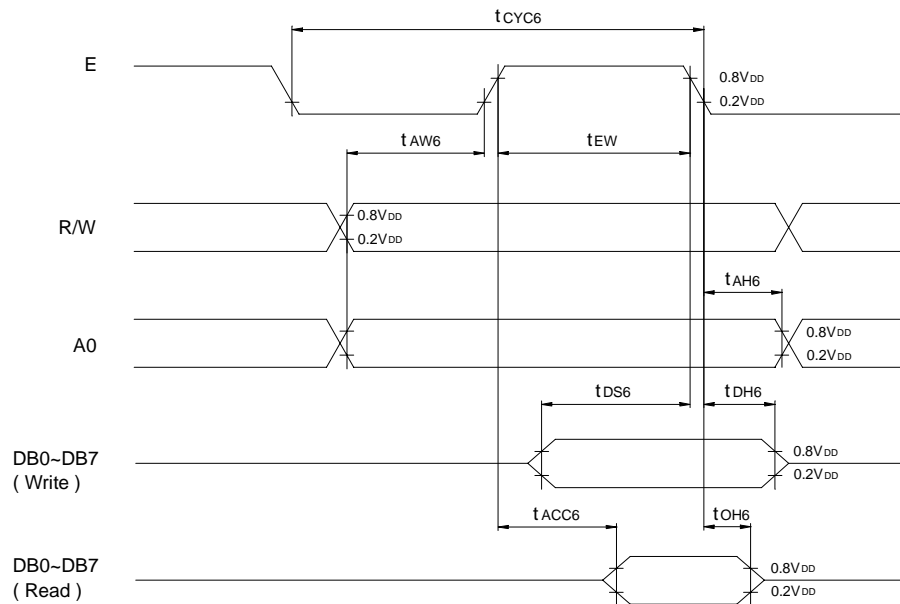 tCYC6
E
0.8VDD
0.2VDD
tAW6
tEW
R/W
0.8VDD
0.2VDD
tAH6
A0
0.8VDD
0.2VDD
tDS6
tDH6
DB0~DB7
( Write )
0.8VDD
0.2VDD
tACC6
tOH6
DB0~DB7
( Read )
0.8VDD
0.2VDD